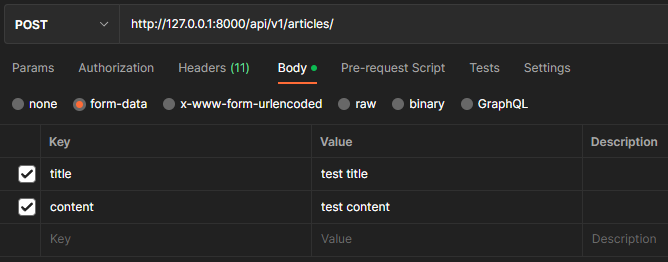 POST http://127.0.0.1:8000/api/v1/articles/
Params Authorization Headers (11) Body Pre-request Script Tests Settings
none form-data x-www-form-urlencoded raw binary GraphQL
Key Value Description
title test title
content test content
Key Value Description